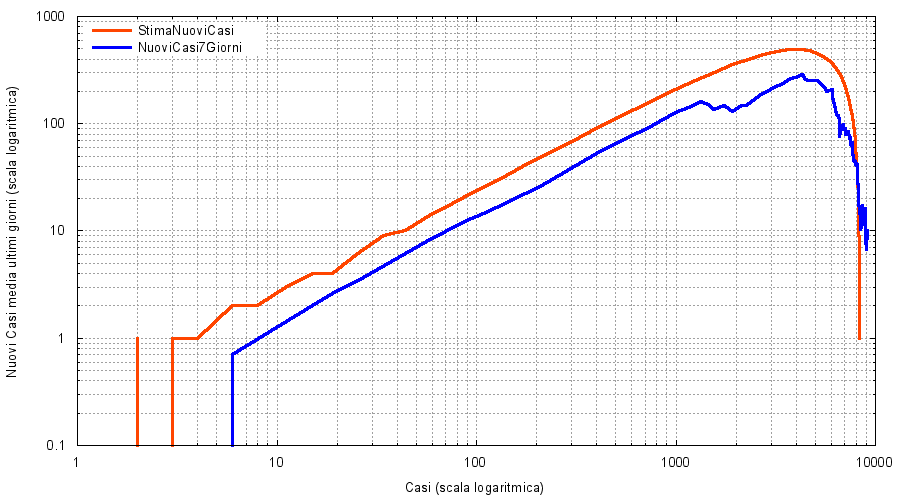 1000
100
10
1
0.1
Nuovi Casi media ultimi giorni (scala logaritmica)
StimaNuoviCasi
NuoviCasi7Giorni
1
10
100
1000
10000
Casi (scala logaritmica)